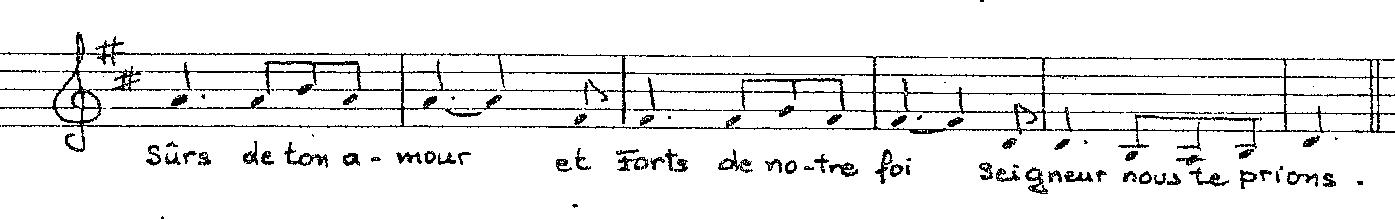 Sûrs de ton a-mour et Forts de no-tre foi Seigneur nous te prions.